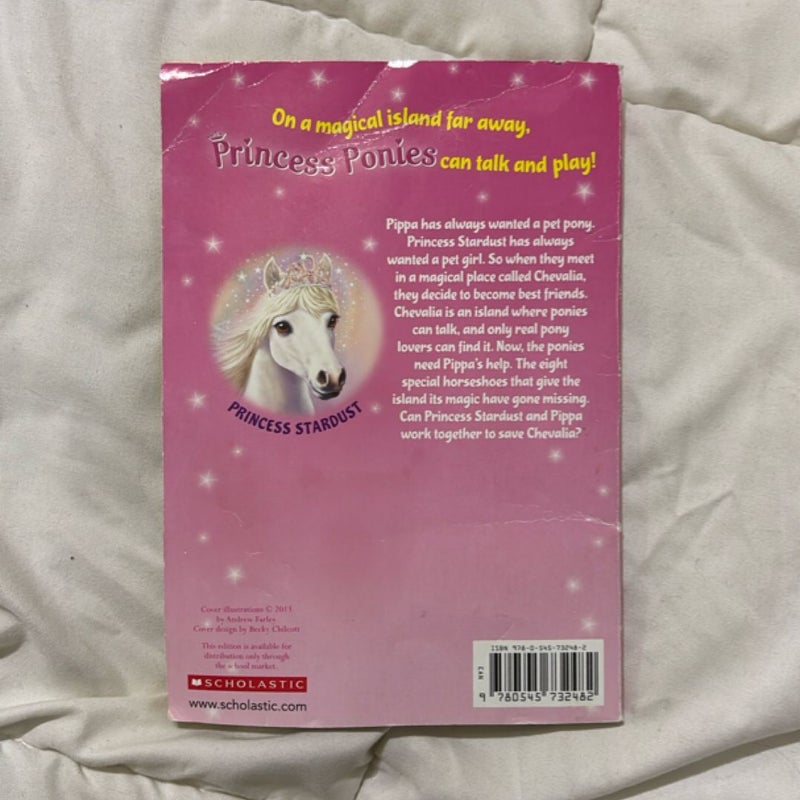 On a magical island far away,
Princess Ponies can talk and play!
Pippa has always wanted a pet pony.
Princess Stardust has always
wanted a pet girl. So when they meet
in a magical place called Chevalia,
they decide to become best friends.
Chevalia is an island where ponies
can talk, and only real pony
lovers can find it. Now, the ponies
need Pippa's help. The eight
special horseshoes that give the
island its magic have gone missing.
Can Princess Stardust and Pippa
work together to save Chevalia?
PRINCESS STARDUST
Cover illustrations © 2013
by Andrew Farley
Cover design by Becky Chilcott
This edition is available for
distribution only through
the school market.
SCHOLASTIC
www.scholastic.com
ISBN 978-0-545-73248-2
CAN
9 780545 732482